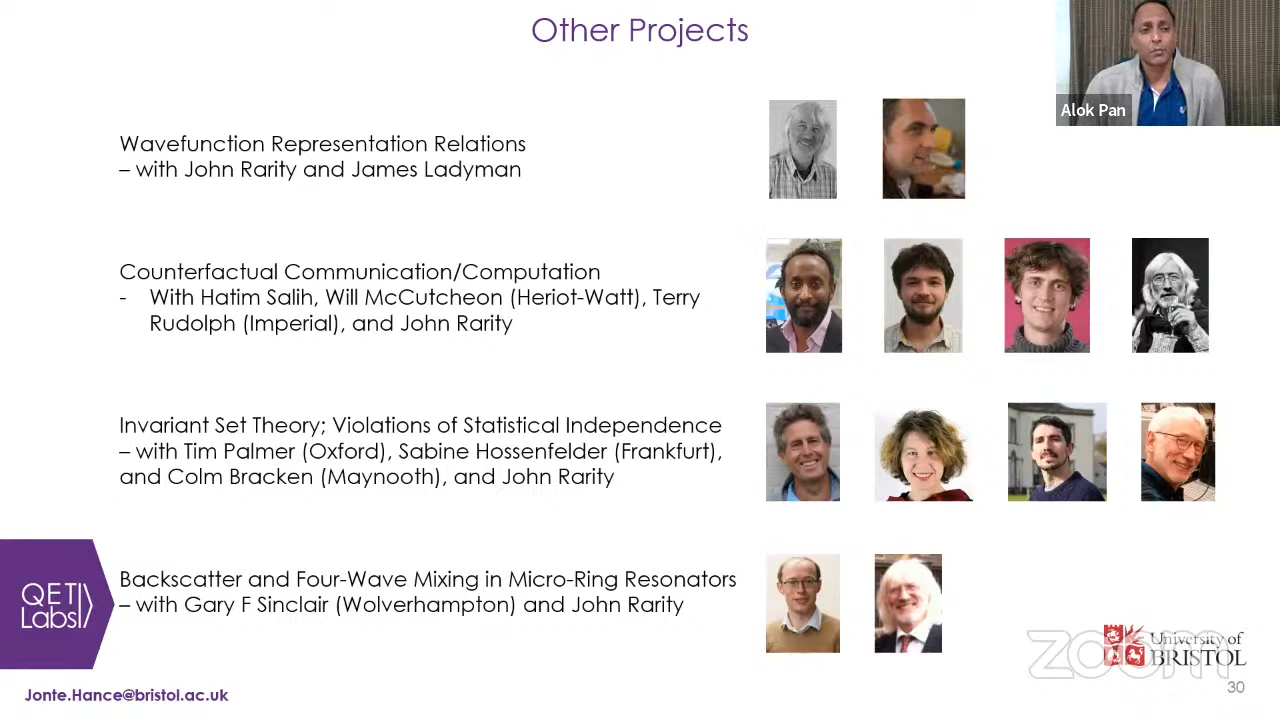 Other Projects
Alok Pan
Wavefunction Representation Relations
– with John Rarity and James Ladyman
Counterfactual Communication/Computation
- With Hatim Salih, Will McCutcheon (Heriot-Watt), Terry
Rudolph (Imperial), and John Rarity
Invariant Set Theory; Violations of Statistical Independence
– with Tim Palmer (Oxford), Sabine Hossenfelder (Frankfurt),
and Colm Bracken (Maynooth), and John Rarity
Backscatter and Four-Wave Mixing in Micro-Ring Resonators
– with Gary F Sinclair (Wolverhampton) and John Rarity
QET
Labs
zoom
University of
BRISTOL
Jonte.Hance@bristol.ac.uk
30